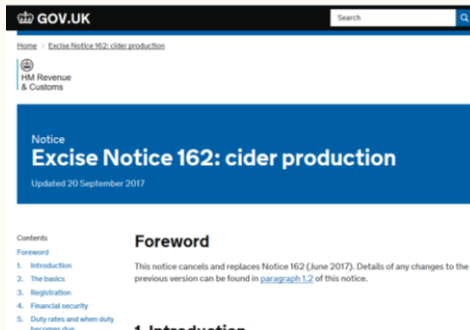 GOV.UK
Search
Home > Excise Notice 162: cider production
HM Revenue
& Customs
Notice
Excise Notice 162: cider production
Updated 20 September 2017
Contents
Foreword
1. Introduction
2. The basics
3. Registration
4. Financial security
5. Duty rates and when duty
becomes due
Foreword
This notice cancels and replaces Notice 162 (June 2017). Details of any changes to the
previous version can be found in paragraph 1.2 of this notice.
1. Introduction